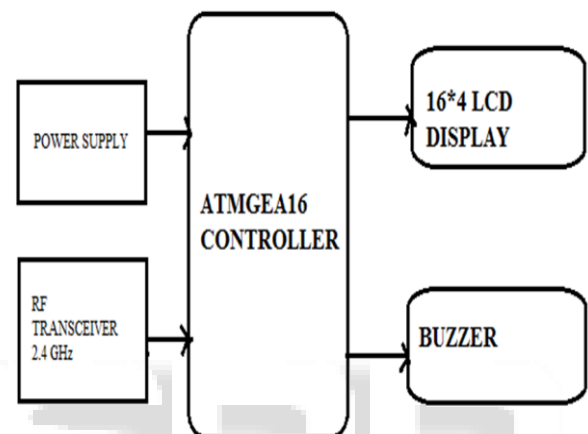 POWER SUPPLY
RF
TRANSCEIVER
2.4 GHz
ATMGEA16
CONTROLLER
16*4 LCD
DISPLAY
BUZZER